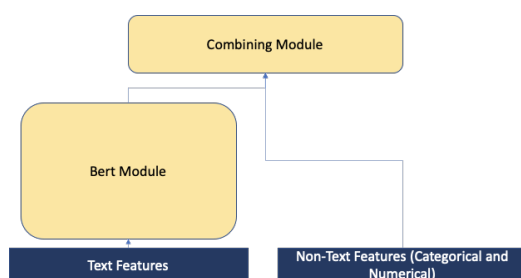 Combining Module
Bert Module
Text Features
Non-Text Features (Categorical and
Numerical)